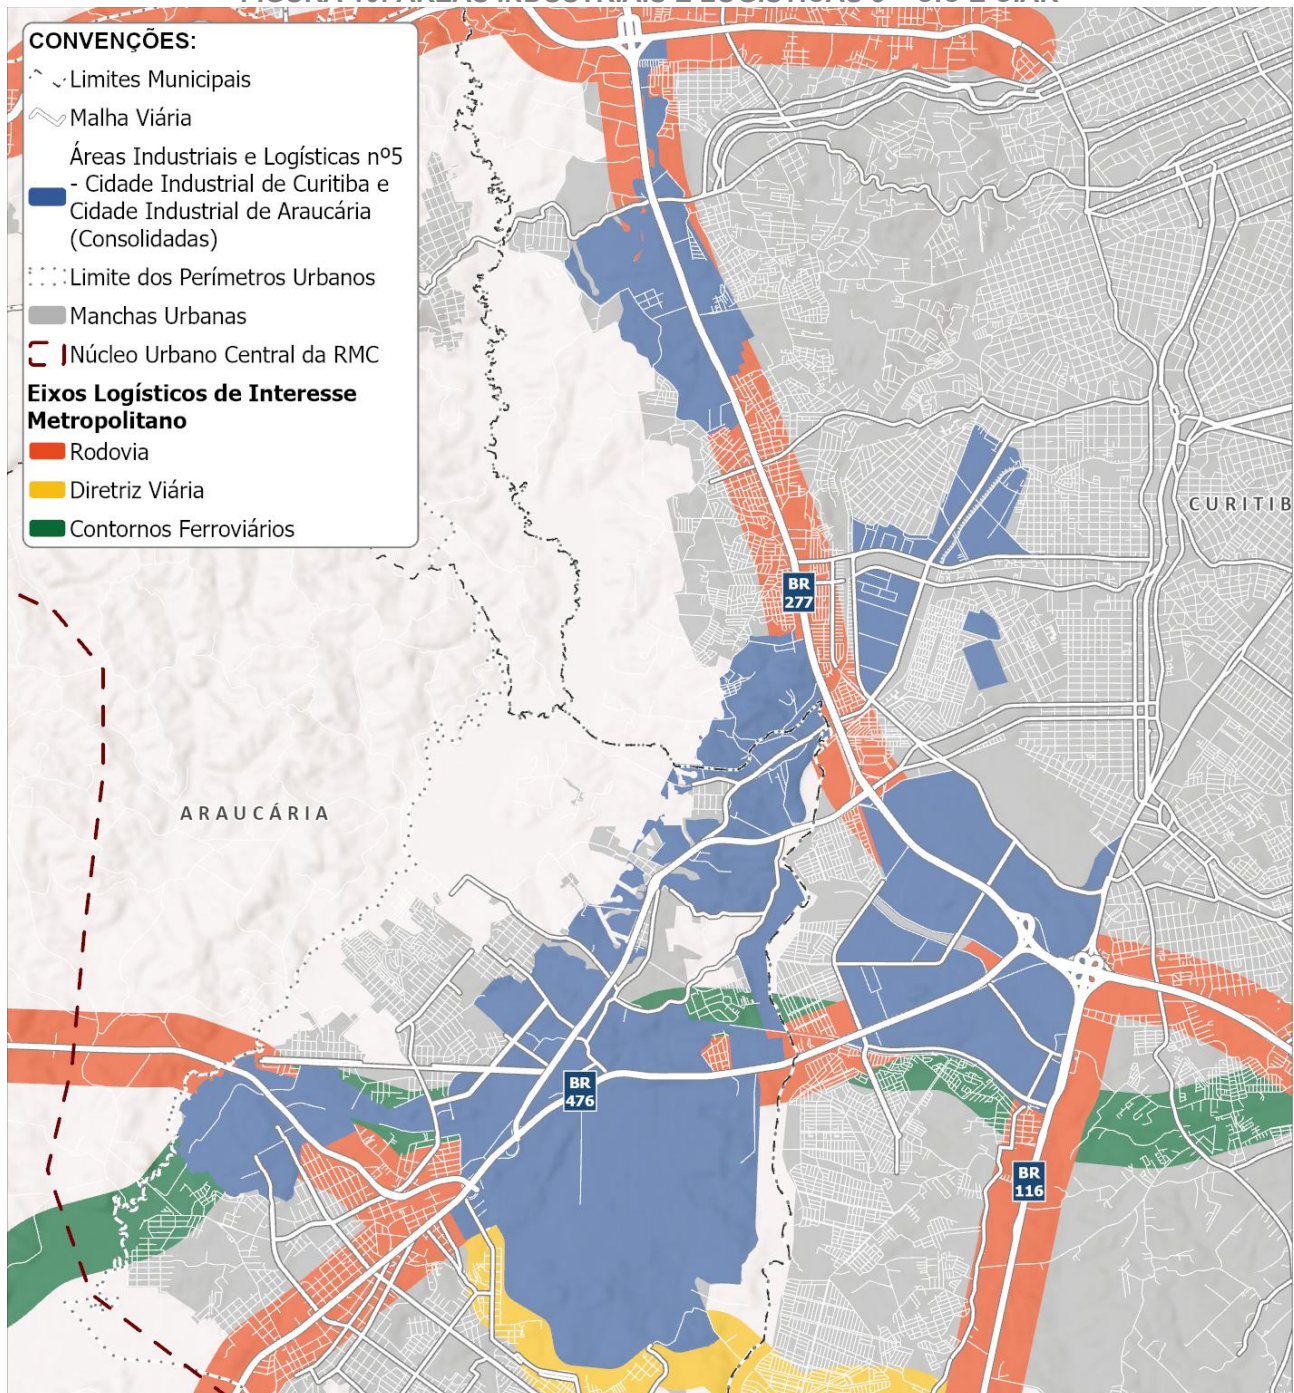 CONVENÇÕES:
Limites Municipais
Malha Viária
Áreas Industriais e Logísticas nº5
- Cidade Industrial de Curitiba e
Cidade Industrial de Araucária
(Consolidadas)
Limite dos Perímetros Urbanos
Manchas Urbanas
Núcleo Urbano Central da RMC
Eixos Logísticos de Interesse
Metropolitano
Rodovia
Diretriz Viária
Contornos Ferroviários
CURITIB
BR
277
ARAUCÁRIA
BR
476
BR
116